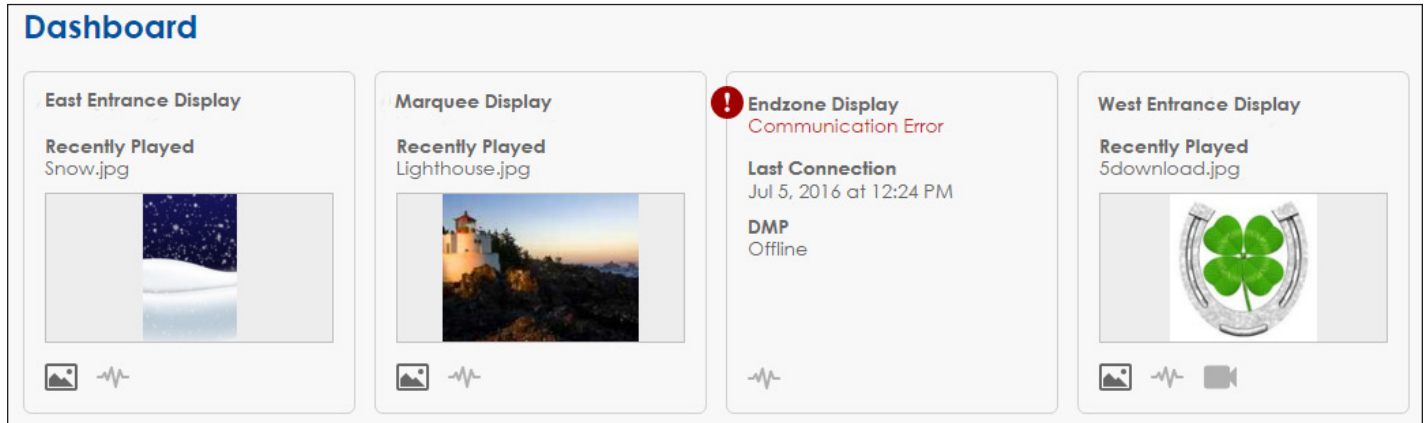 Dashboard
East Entrance Display
Recently Played
Snow.jpg
Marquee Display
Recently Played
Lighthouse.jpg
!
Endzone Display
Communication Error
Last Connection
Jul 5, 2016 at 12:24 PM
DMP
Offline
West Entrance Display
Recently Played
5download.jpg